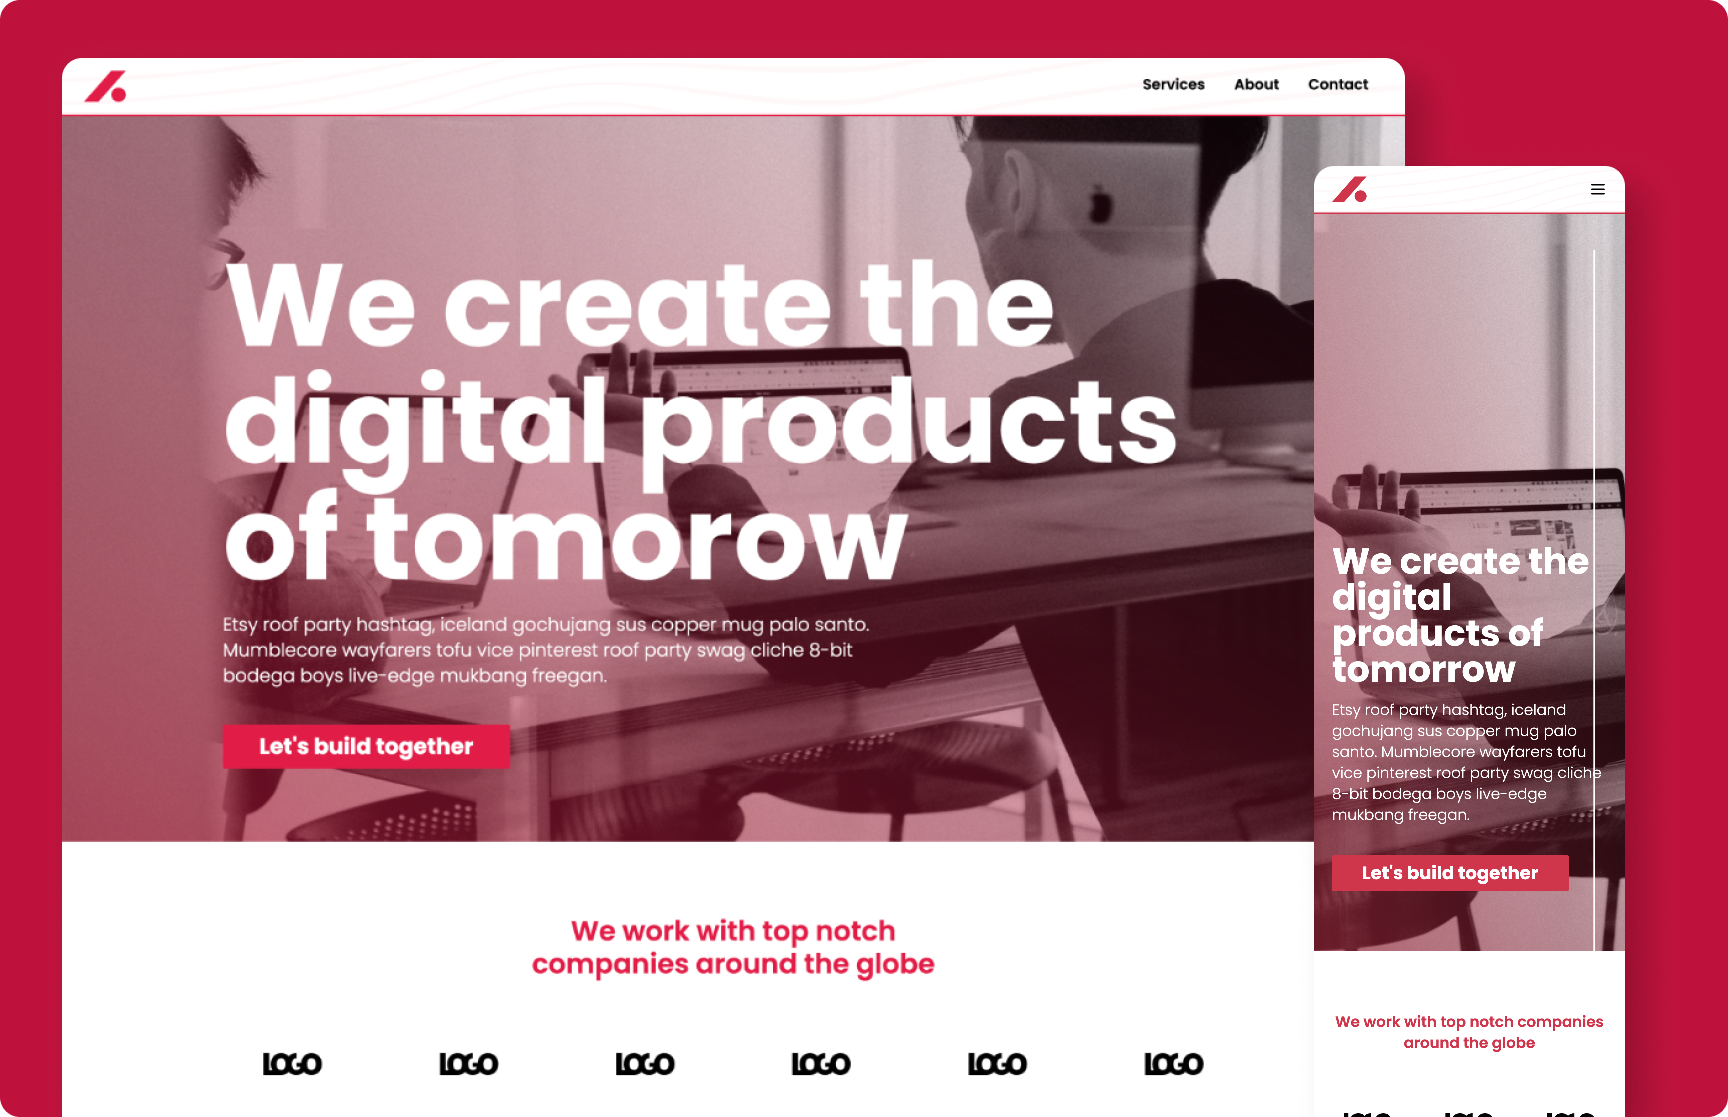 Services About Contact
We create the
digital products
of tomorow
Etsy roof party hashtag, iceland gochujang sus copper mug palo santo.
Mumblecore wayfarers tofu vice pinterest roof party swag cliche 8-bit
bodega boys live-edge mukbang freegan.
Let's build together
We work with top notch
companies around the globe
LOGO LOGO LOGO LOGO LOGO LOGO
We create the
digital
products of
tomorrow
Etsy roof party hashtag, iceland
gochujang sus copper mug palo
santo. Mumblecore wayfarers tofu
vice pinterest roof party swag cliche
8-bit bodega boys live-edge
mukbang freegan.
Let's build together
We work with top notch companies
around the globe